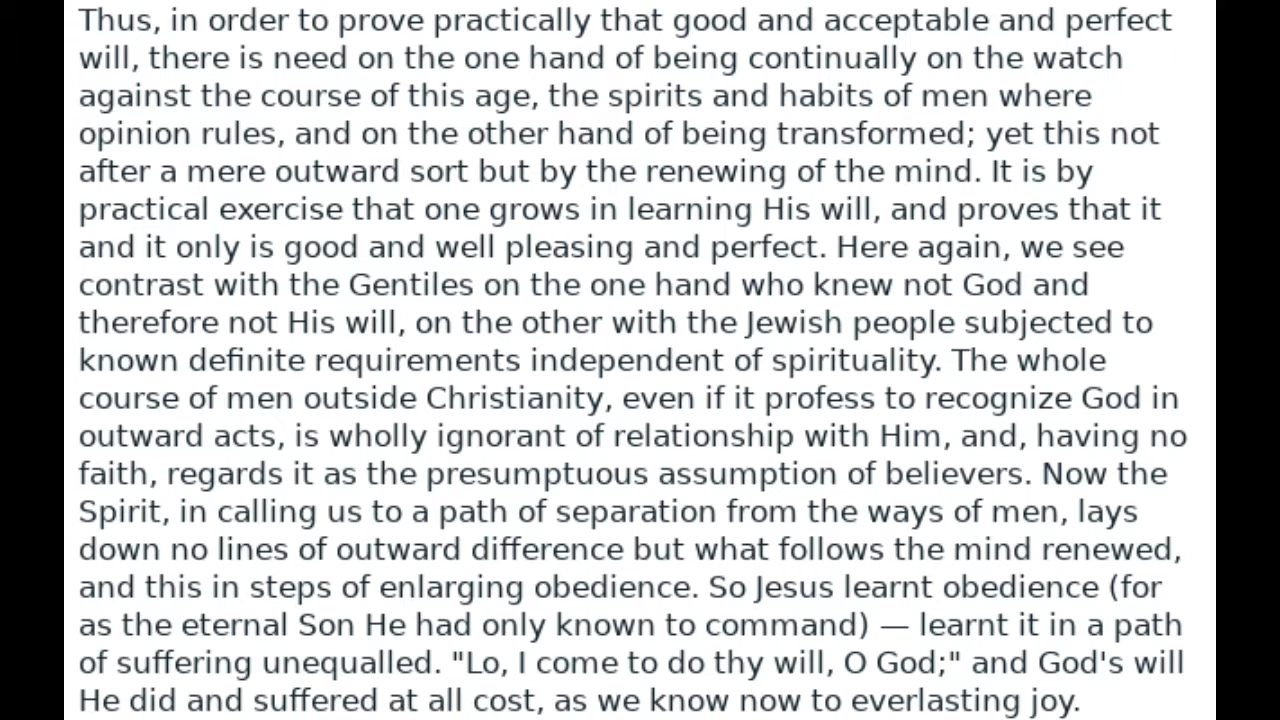 Thus, in order to prove practically that good and acceptable and perfect
will, there is need on the one hand of being continually on the watch
against the course of this age, the spirits and habits of men where
opinion rules, and on the other hand of being transformed; yet this not
after a mere outward sort but by the renewing of the mind. It is by
practical exercise that one grows in learning His will, and proves that it
and it only is good and well pleasing and perfect. Here again, we see
contrast with the Gentiles on the one hand who knew not God and
therefore not His will, on the other with the Jewish people subjected to
known definite requirements independent of spirituality. The whole
course of men outside Christianity, even if it profess to recognize God in
outward acts, is wholly ignorant of relationship with Him, and, having no
faith, regards it as the presumptuous assumption of believers. Now the
Spirit, in calling us to a path of separation from the ways of men, lays
down no lines of outward difference but what follows the mind renewed,
and this in steps of enlarging obedience. So Jesus learnt obedience (for
as the eternal Son He had only known to command) — learnt it in a path
of suffering unequalled. "Lo, I come to do thy will, O God;" and God's will
He did and suffered at all cost, as we know now to everlasting joy.